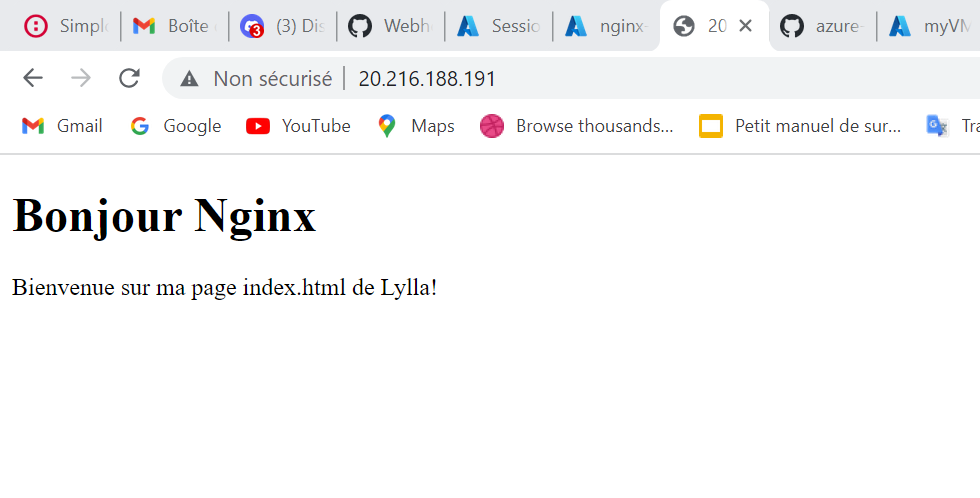 Simpl Boîte (3) Dis Webh Sessio nginx- 20 azure- myVM
Non sécurisé 20.216.188.191
Gmail Google YouTube Maps Browse thousands... Petit manuel de sur... Tra
Bonjour Nginx
Bienvenue sur ma page index.html de Lylla!